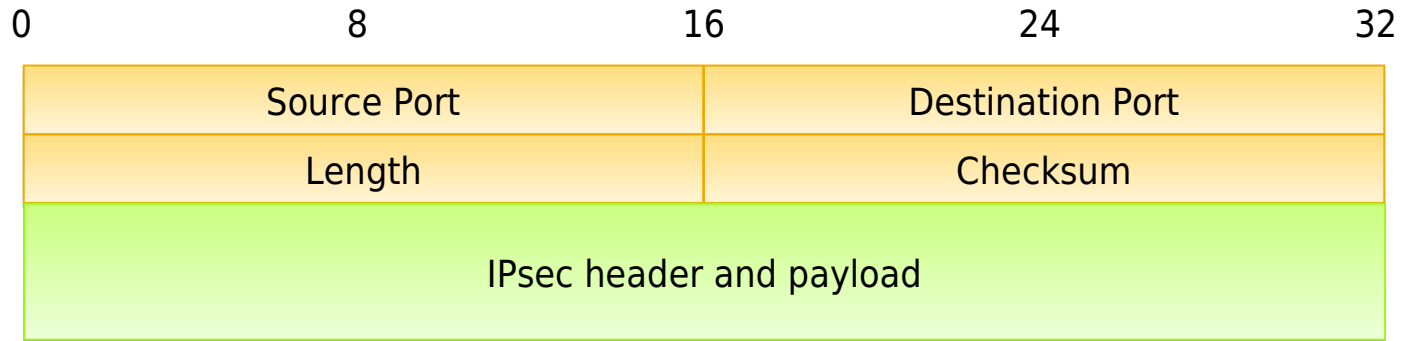 0 8 16 24 32
Source Port Destination Port
Length Checksum
IPsec header and payload